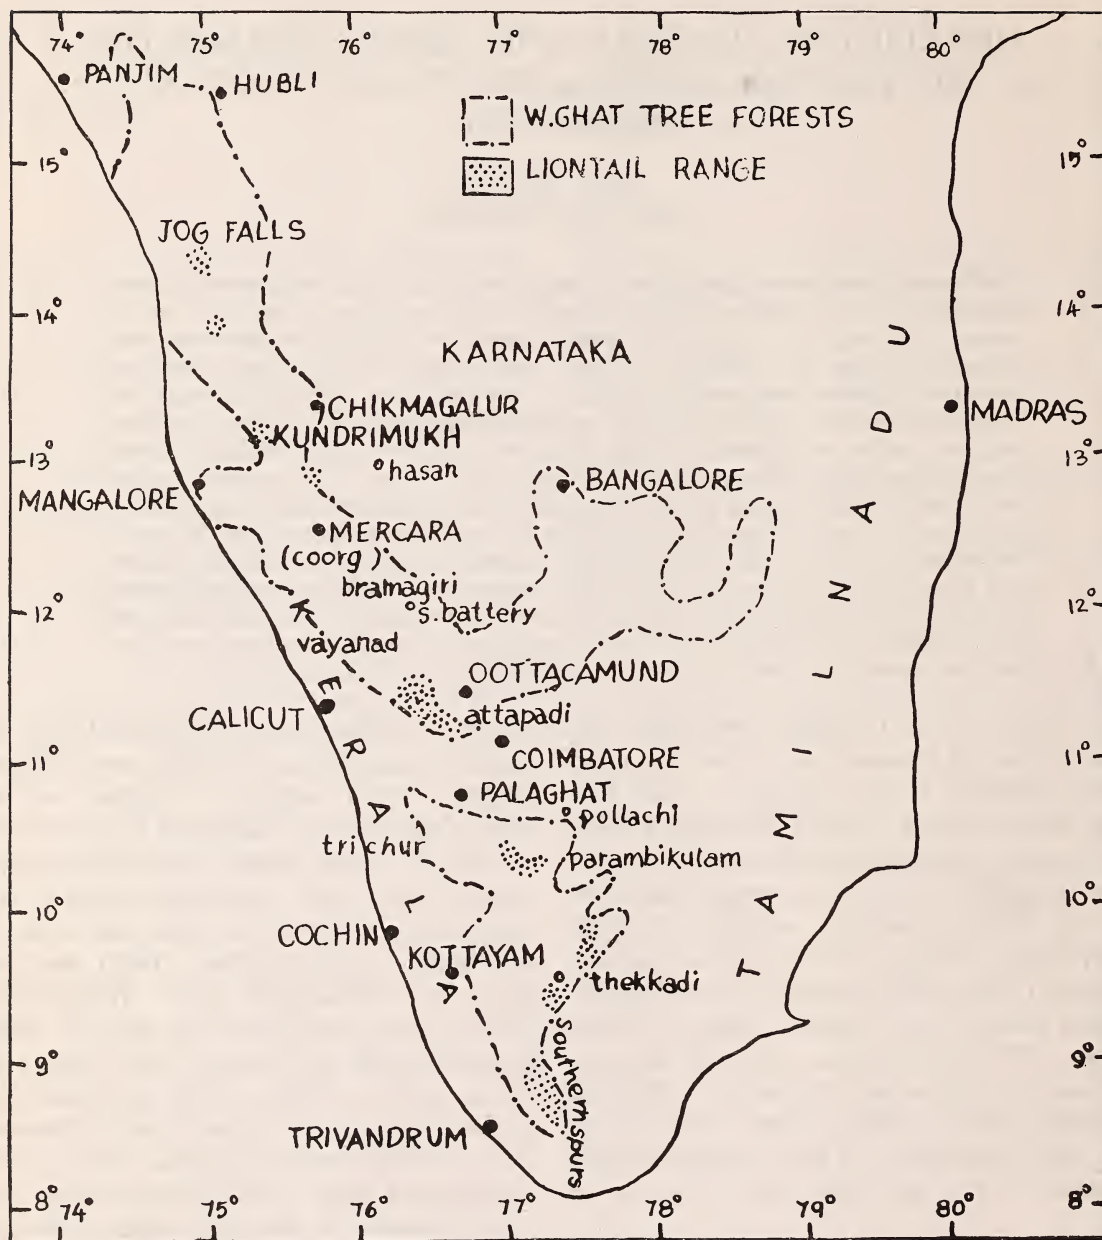 74° 75° 76° 77° 78° 79° 80°
PANJIM
HUBLI
W.GHAT TREE FORESTS
15° 15°
LIONTAIL RANGE
JOG FALLS
14° 14°
KARNATAKA
CHIKMAGALUR
MADRAS
KUNDRIMUKH
13° 13°
hasan
BANGALORE
MANGALORE
MERCARA
(coorg)
bramagiri
12° 12°
s.battery
vayanad
OOTTACAMUND
CALICUT
attapadi
COIMBATORE
11° 11°
PALAGHAT
pollachi
trichur
parambikulam
KERALA
TAMILNADU
10° 10°
COCHIN
KOTTAYAM
thekkadi
southern spurs
9° 9°
TRIVANDRUM
8° 8°
74° 75° 76° 77° 78° 79° 80°